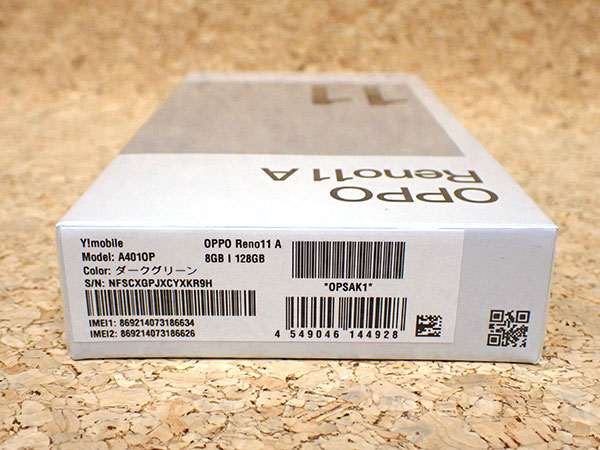 11
OPPO
Reno11 A
Y!mobile
OPPO Reno11 A
Model: A401OP
8GB | 128GB
Color: ダークグリーン
S/N: NFSCXGPJXCYXKR9H
*OPSAK1*
IMEI1: 869214073186634
IMEI2: 869214073186626
4 549046 144928